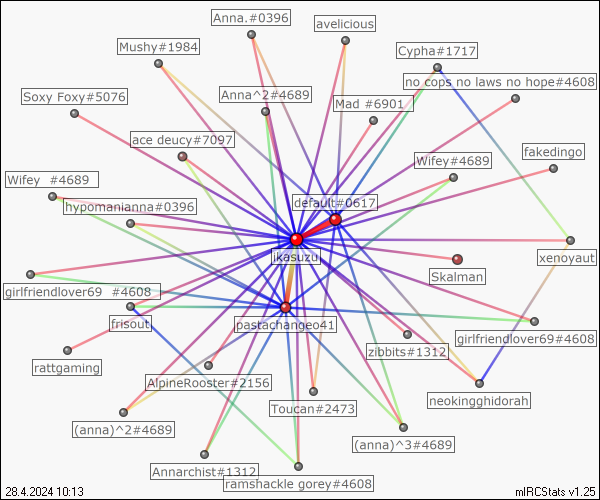 Anna.#0396
avelicious
Mushy#1984
Cypha#1717
no cops no laws no hope#4608
Soxy Foxy#5076
Anna^2#4689
Mad #6901
ace deucy#7097
Wifey#4689
fakedingo
Wifey #4689
hypomanianna#0396
default#0617
jkasuzu
xenoyaut
Skalman
girlfriendlover69 #4608
frisout
pastachangeo41
girlfriendlover69#4608
zibbits#1312
rattgaming
AlpineRooster#2156
neokingghidorah
Toucan#2473
(anna)^2#4689
(anna)^3#4689
Annarchist#1312
ramshackle gorey#4608
28.4.2024 10:13
mIRCStats v1.25